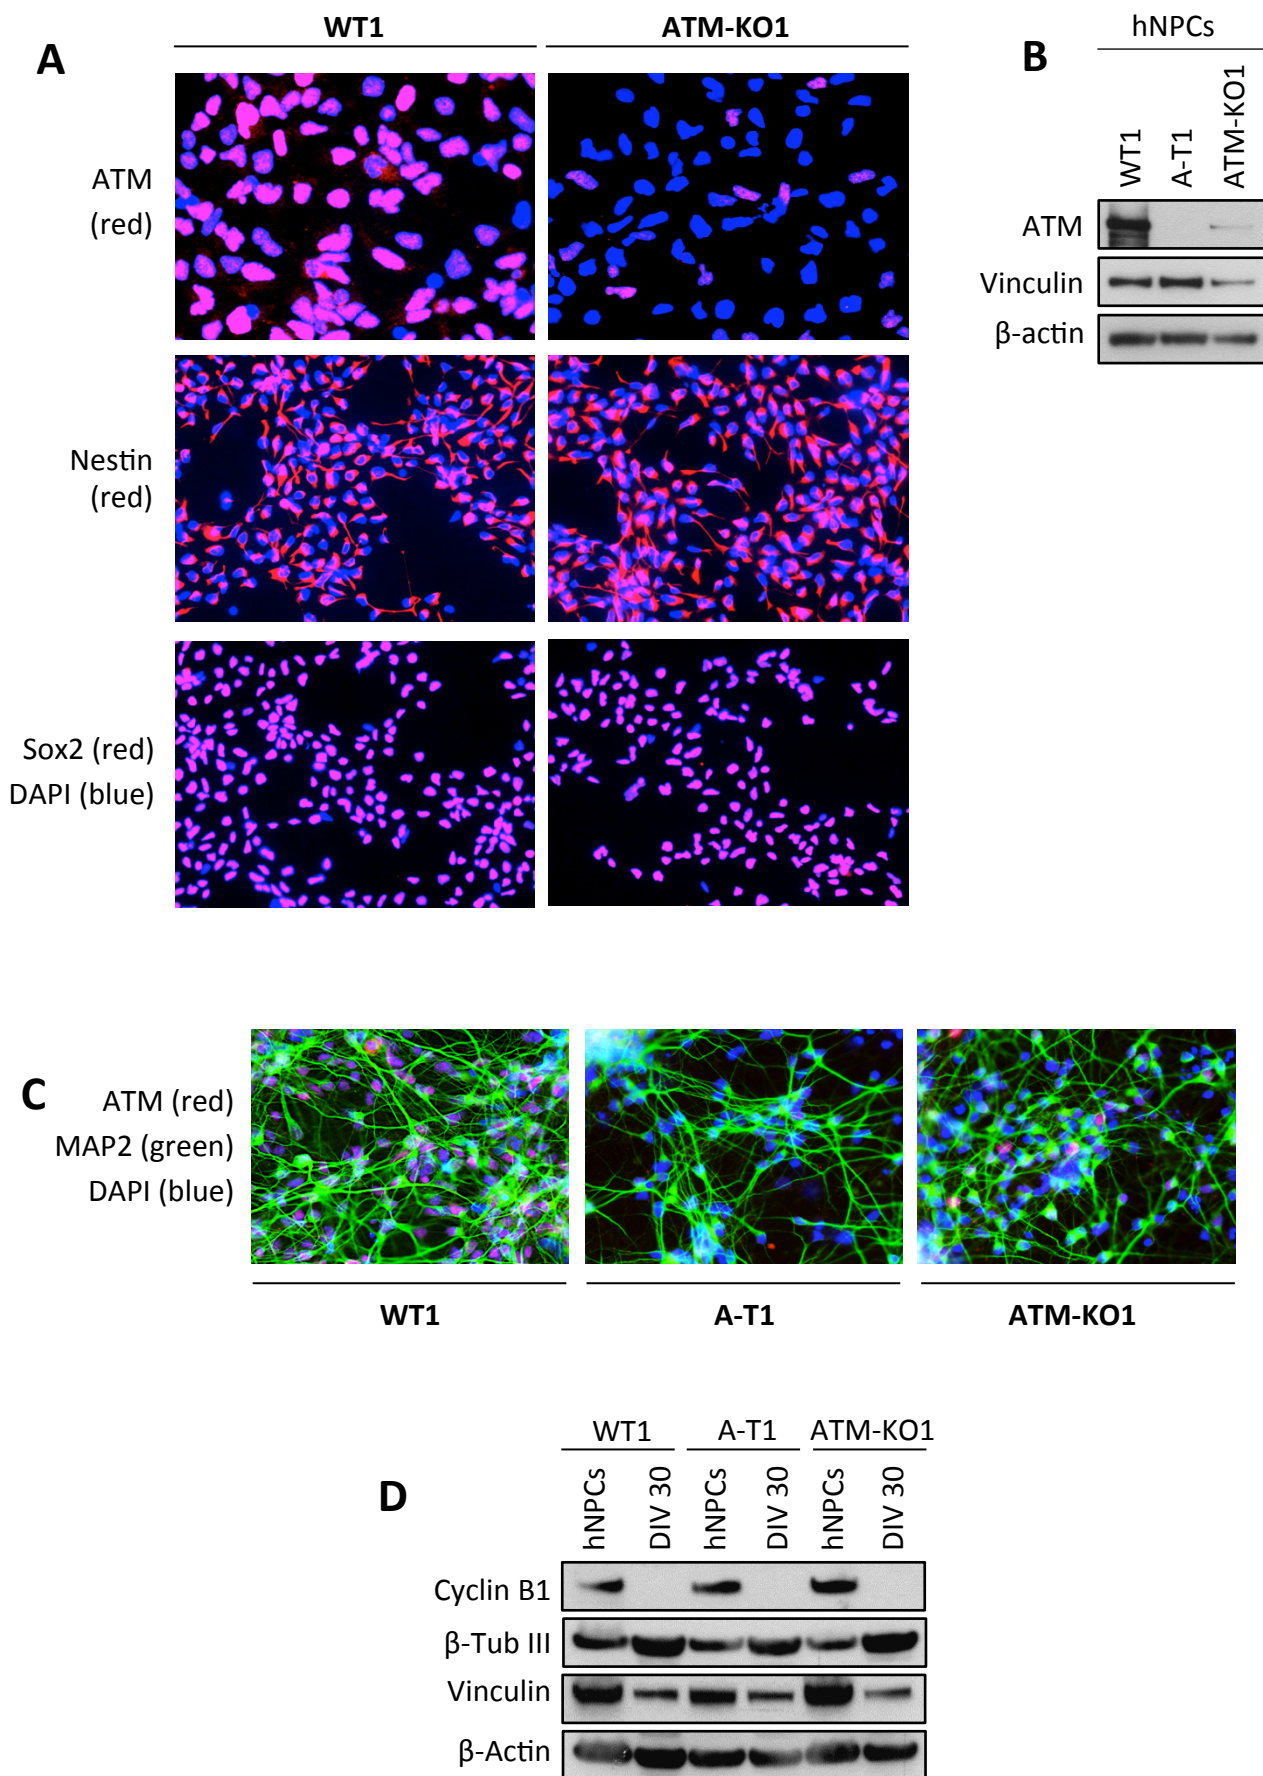 A
WT1
ATM-KO1
ATM
(red)
Nestin
(red)
Sox2 (red)
DAPI (blue)
B
hNPCs
WT1
A-T1
ATM-KO1
ATM
Vinculin
β-actin
C
ATM (red)
MAP2 (green)
DAPI (blue)
WT1
A-T1
ATM-KO1
D
WT1
A-T1
ATM-KO1
hNPCs
DIV 30
hNPCs
DIV 30
hNPCs
DIV 30
Cyclin B1
β-Tub III
Vinculin
β-Actin